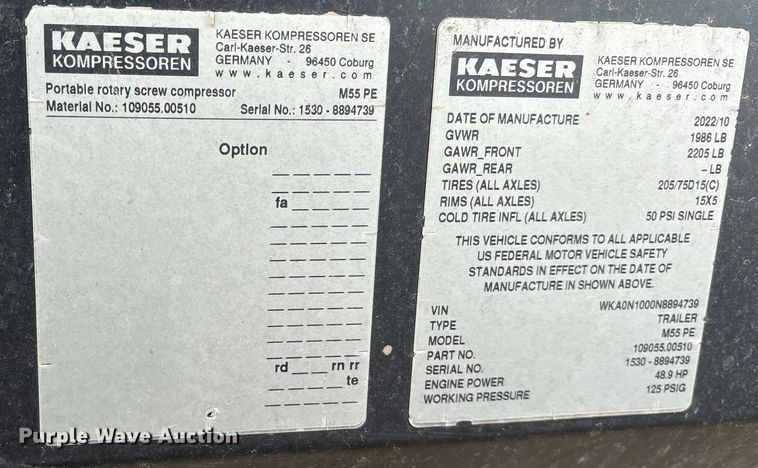 KAESER
KOMPRESSOREN
KAESER KOMPRESSOREN SE
Carl-Kaeser-Str. 26
GERMANY - 96450 Coburg
www.kaeser.com
Portable rotary screw compressor M55 PE
Material No.: 109055.00510 Serial No.: 1530 - 8894739
Option
fa
rd rn rr
te
MANUFACTURED BY
KAESER
KOMPRESSOREN
KAESER KOMPRESSOREN SE
Carl-Kaeser-Str. 26
GERMANY - 96450 Coburg
www.kaeser.com
DATE OF MANUFACTURE 2022/10
GVWR 1986 LB
GAWR_FRONT 2205 LB
GAWR_REAR – LB
TIRES (ALL AXLES) 205/75D15(C)
RIMS (ALL AXLES) 15X5
COLD TIRE INFL (ALL AXLES) 50 PSI SINGLE
THIS VEHICLE CONFORMS TO ALL APPLICABLE
US FEDERAL MOTOR VEHICLE SAFETY
STANDARDS IN EFFECT ON THE DATE OF
MANUFACTURE IN SHOWN ABOVE.
VIN WKA0N1000N8894739
TYPE TRAILER
MODEL M55 PE
PART NO. 109055.00510
SERIAL NO. 1530 - 8894739
ENGINE POWER 48.9 HP
WORKING PRESSURE 125 PSIG
Purple Wave Auction